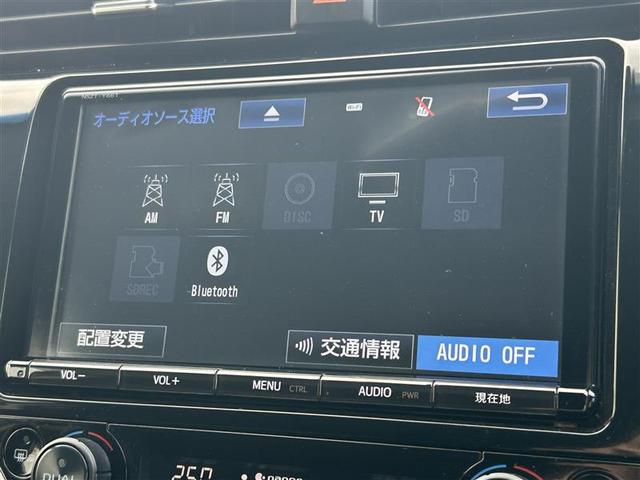 オーディオソース選択
Wi-Fi
AM
FM
DISC
TV
SD
SDREC
Bluetooth
配置変更
交通情報
AUDIO OFF
VOL−
VOL+
MENU CTRL
AUDIO PWR
現在地
DUAL